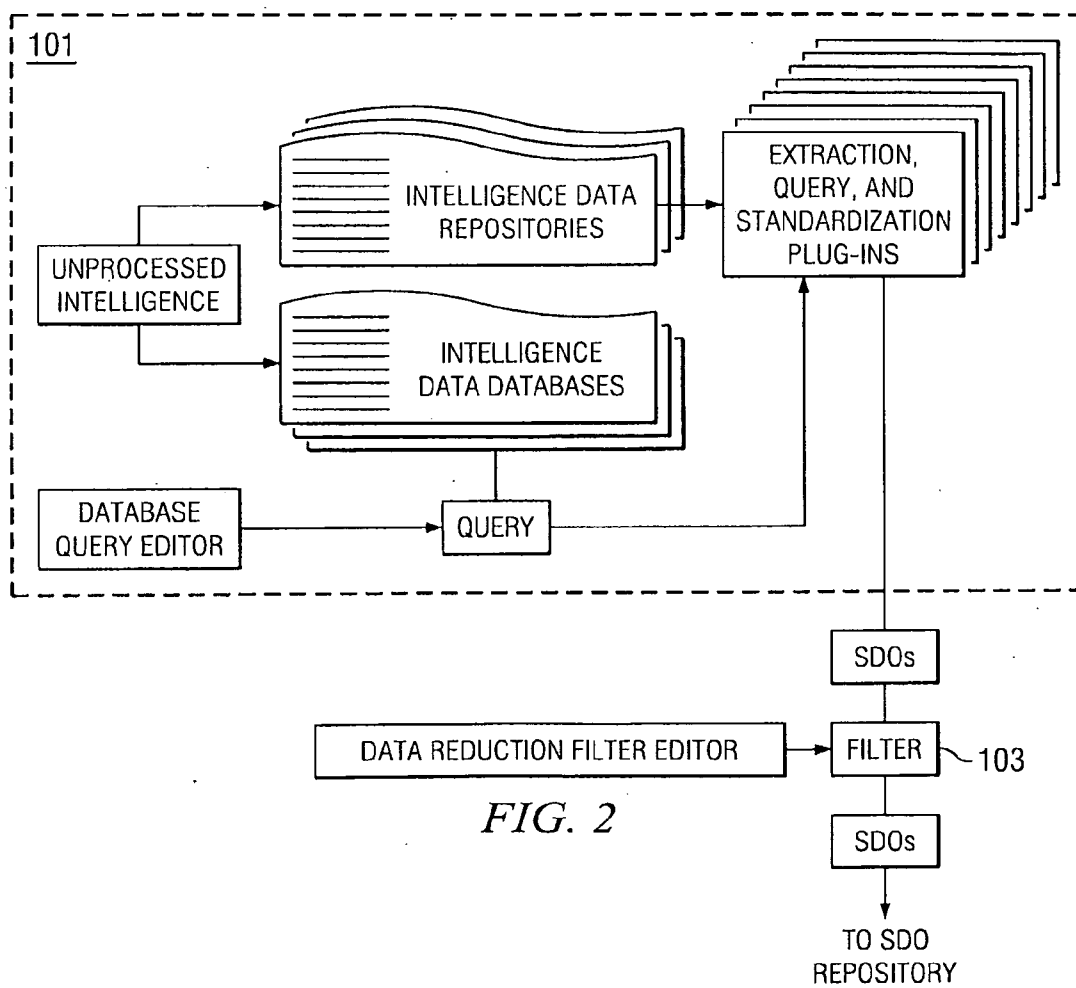 101
UNPROCESSED
INTELLIGENCE
INTELLIGENCE DATA
REPOSITORIES
EXTRACTION,
QUERY, AND
STANDARDIZATION
PLUG-INS
INTELLIGENCE
DATA DATABASES
DATABASE
QUERY EDITOR
QUERY
SDOs
DATA REDUCTION FILTER EDITOR
FILTER
103
FIG. 2
SDOs
TO SDO
REPOSITORY